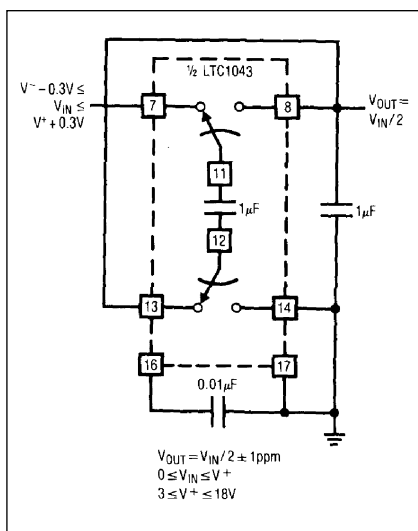 ½ LTC1043
V⁻ – 0.3V ≤
V_IN ≤
V⁺ + 0.3V
7
8
V_OUT =
V_IN/2
11
1µF
12
1µF
13
14
16
17
0.01µF
V_OUT = V_IN/2 ± 1ppm
0 ≤ V_IN ≤ V⁺
3 ≤ V⁺ ≤ 18V